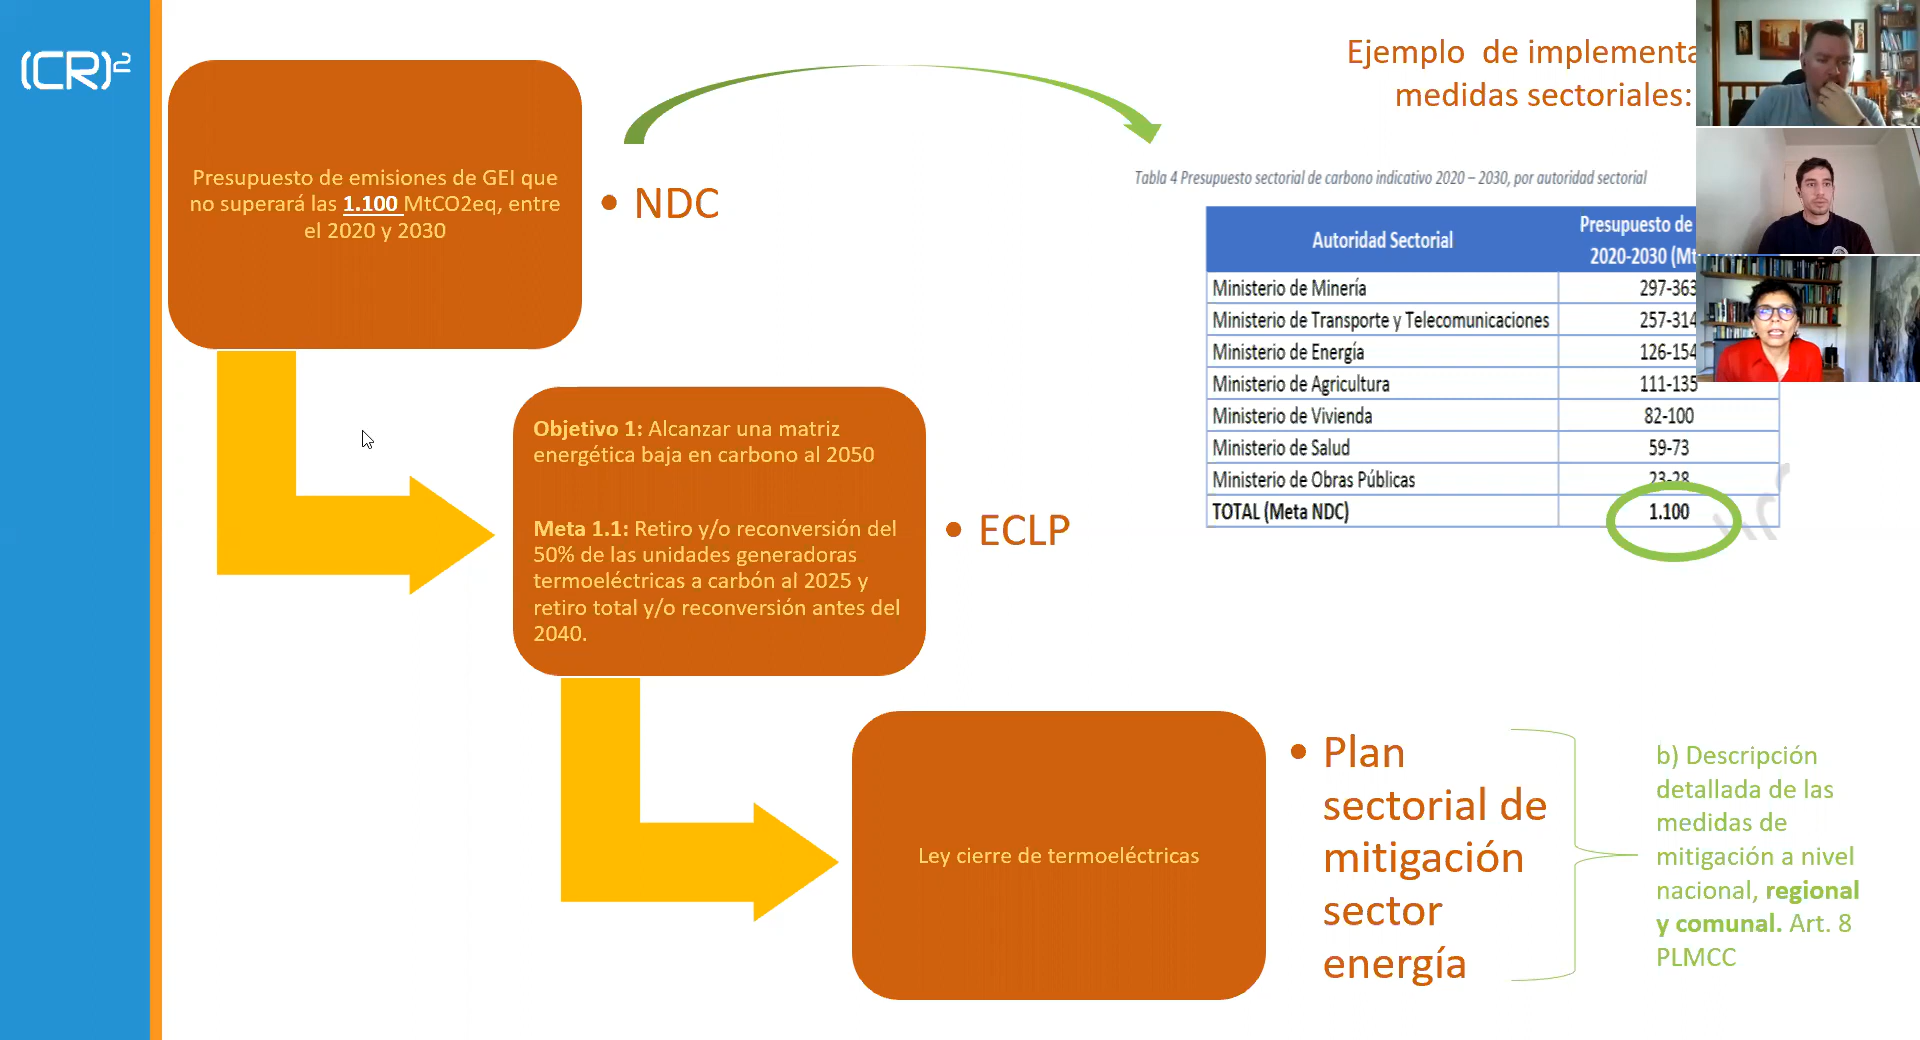 (CR)²
Ejemplo de implementa
medidas sectoriales:
Presupuesto de emisiones de GEI que
no superará las 1.100 MtCO2eq, entre
el 2020 y 2030
• NDC
Tabla 4 Presupuesto sectorial de carbono indicativo 2020 – 2030, por autoridad sectorial
Autoridad Sectorial
Presupuesto de
2020-2030 (Mt
Ministerio de Minería 297-363
Ministerio de Transporte y Telecomunicaciones 257-314
Ministerio de Energía 126-154
Ministerio de Agricultura 111-135
Ministerio de Vivienda 82-100
Ministerio de Salud 59-73
Ministerio de Obras Públicas 23-28
TOTAL (Meta NDC) 1.100
Objetivo 1: Alcanzar una matriz
energética baja en carbono al 2050
Meta 1.1: Retiro y/o reconversión del
50% de las unidades generadoras
termoeléctricas a carbón al 2025 y
retiro total y/o reconversión antes del
2040.
• ECLP
Ley cierre de termoeléctricas
• Plan
sectorial de
mitigación
sector
energía
b) Descripción
detallada de las
medidas de
mitigación a nivel
nacional, regional
y comunal. Art. 8
PLMCC